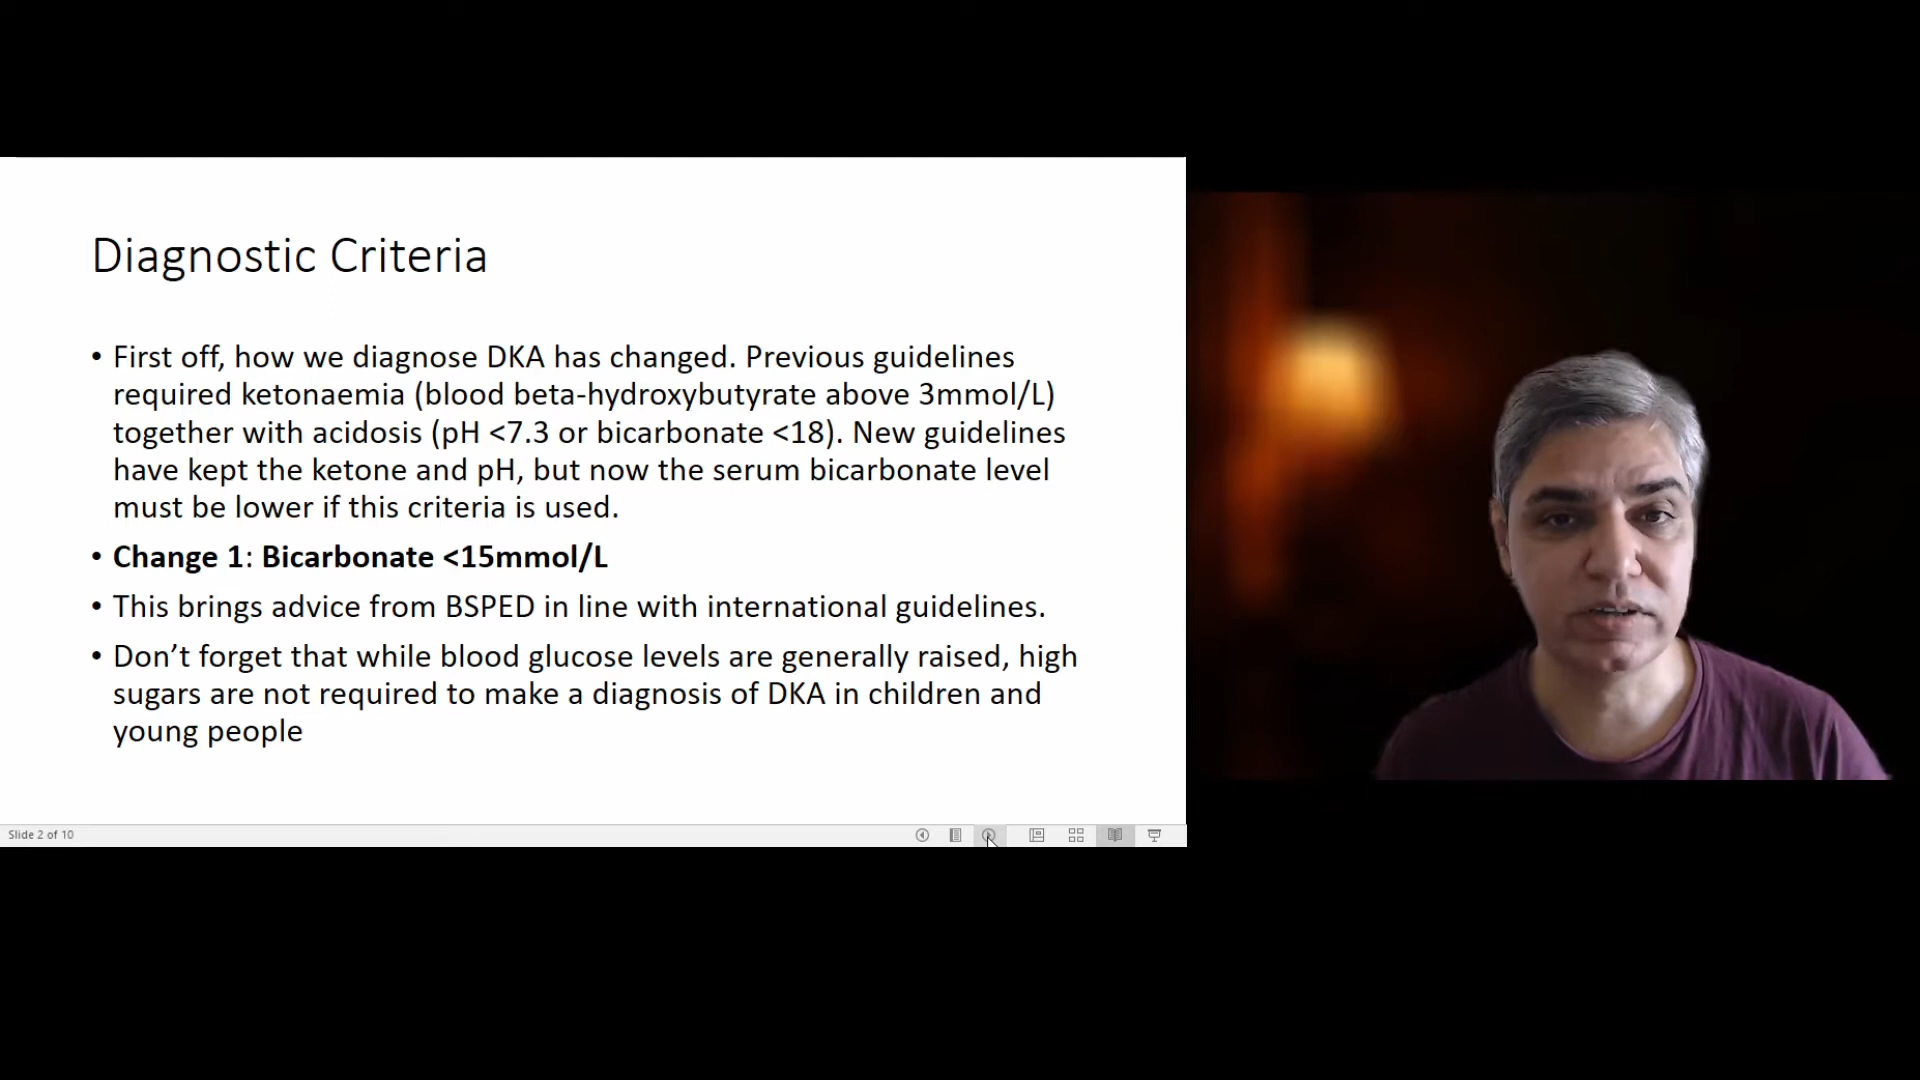 Diagnostic Criteria
• First off, how we diagnose DKA has changed. Previous guidelines
required ketonaemia (blood beta-hydroxybutyrate above 3mmol/L)
together with acidosis (pH <7.3 or bicarbonate <18). New guidelines
have kept the ketone and pH, but now the serum bicarbonate level
must be lower if this criteria is used.
• Change 1: Bicarbonate <15mmol/L
• This brings advice from BSPED in line with international guidelines.
• Don’t forget that while blood glucose levels are generally raised, high
sugars are not required to make a diagnosis of DKA in children and
young people
Slide 2 of 10